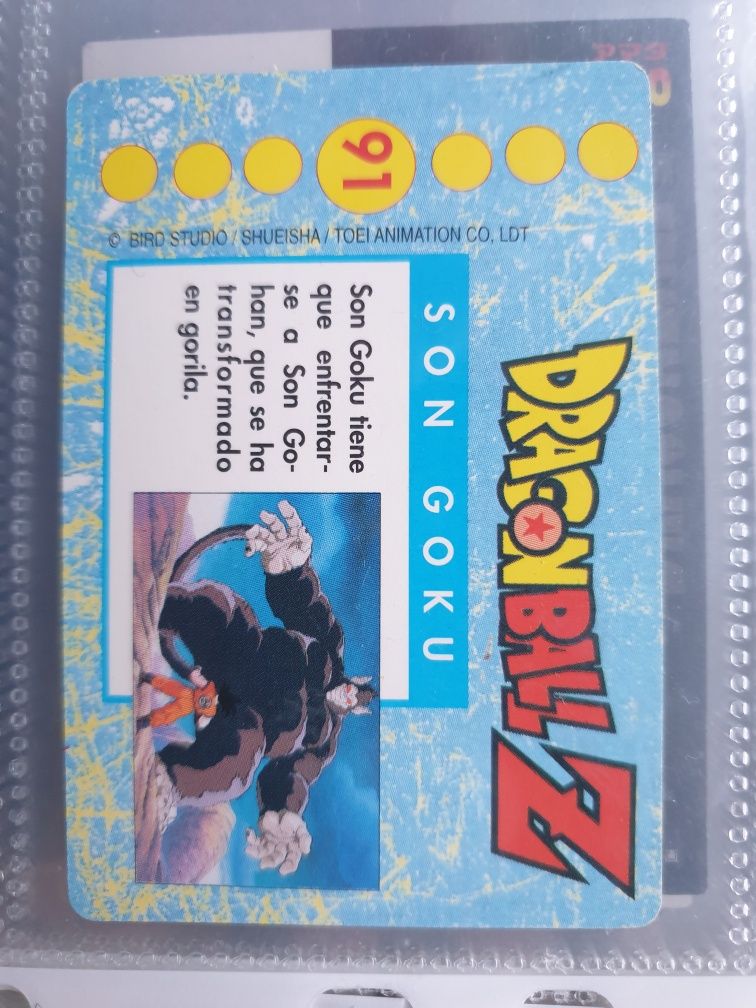 DRAGON BALL Z
SON GOKU
Son Goku tiene
que enfrentar-
se a Son Go-
han, que se ha
transformado
en gorila.
© BIRD STUDIO / SHUEISHA / TOEI ANIMATION CO, LDT
91